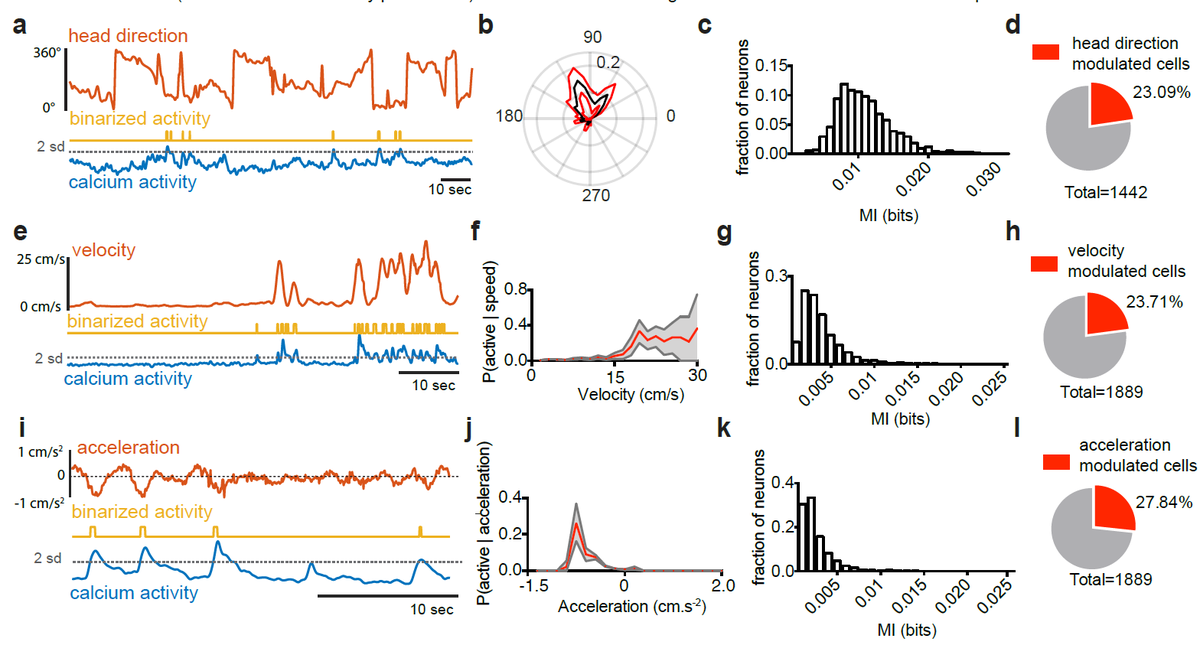 a
head direction
360°
0°
binarized activity
2 sd
calcium activity
10 sec
b
90
0.2
180
0
270
c
fraction of neurons
0.15
0.10
0.05
0.00
0.01
0.020
0.030
MI (bits)
d
head direction
modulated cells
23.09%
Total=1442
e
velocity
25 cm/s
0 cm/s
binarized activity
2 sd
calcium activity
10 sec
f
P(active | speed)
0.8
0.4
0.0
0
15
30
Velocity (cm/s)
g
fraction of neurons
0.3
0.0
0.005
0.01
0.015
0.020
0.025
MI (bits)
h
velocity
modulated cells
23.71%
Total=1889
i
acceleration
1 cm/s²
0
-1 cm/s²
binarized activity
2 sd
calcium activity
10 sec
j
P(active | acceleration)
0.4
0.2
0.0
-1.5
0
2.0
Acceleration (cm.s⁻²)
k
fraction of neurons
0.4
0.2
0.0
0.005
0.01
0.015
0.020
0.025
MI (bits)
l
acceleration
modulated cells
27.84%
Total=1889